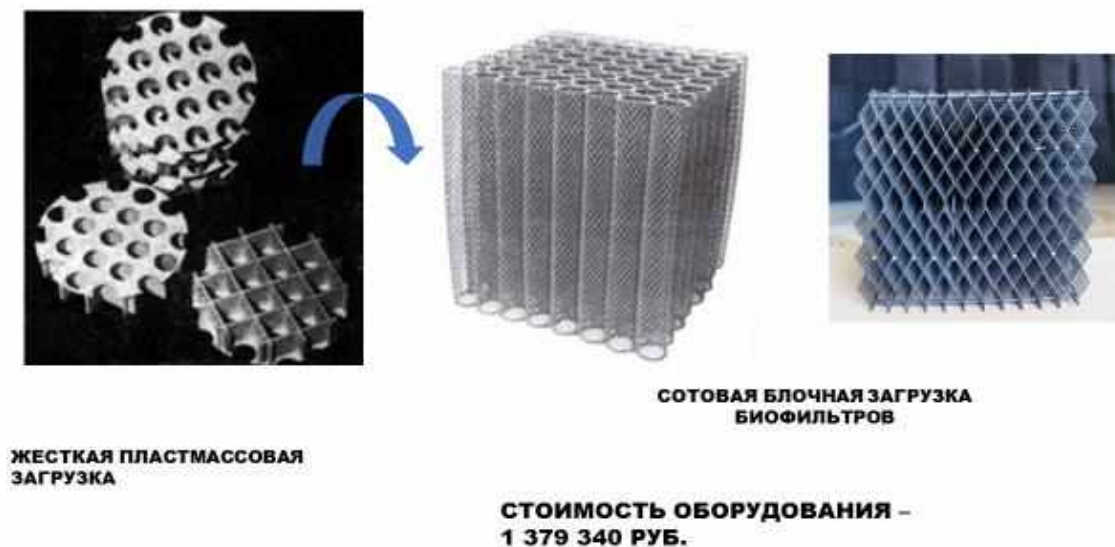 СОТОВАЯ БЛОЧНАЯ ЗАГРУЗКА
БИОФИЛЬТРОВ
ЖЕСТКАЯ ПЛАСТМАССОВАЯ
ЗАГРУЗКА
СТОИМОСТЬ ОБОРУДОВАНИЯ –
1 379 340 РУБ.